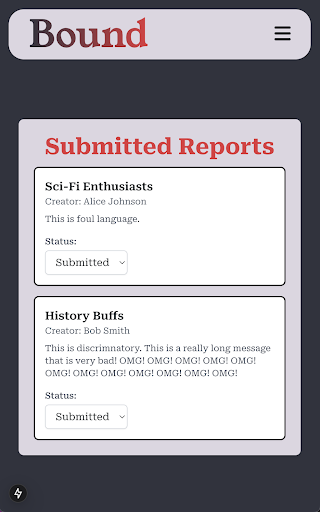 Bound
Submitted Reports
Sci-Fi Enthusiasts
Creator: Alice Johnson
This is foul language.
Status:
Submitted
History Buffs
Creator: Bob Smith
This is discrimnatory. This is a really long message
that is very bad! OMG! OMG! OMG! OMG! OMG!
OMG! OMG! OMG! OMG! OMG! OMG! OMG!
Status:
Submitted